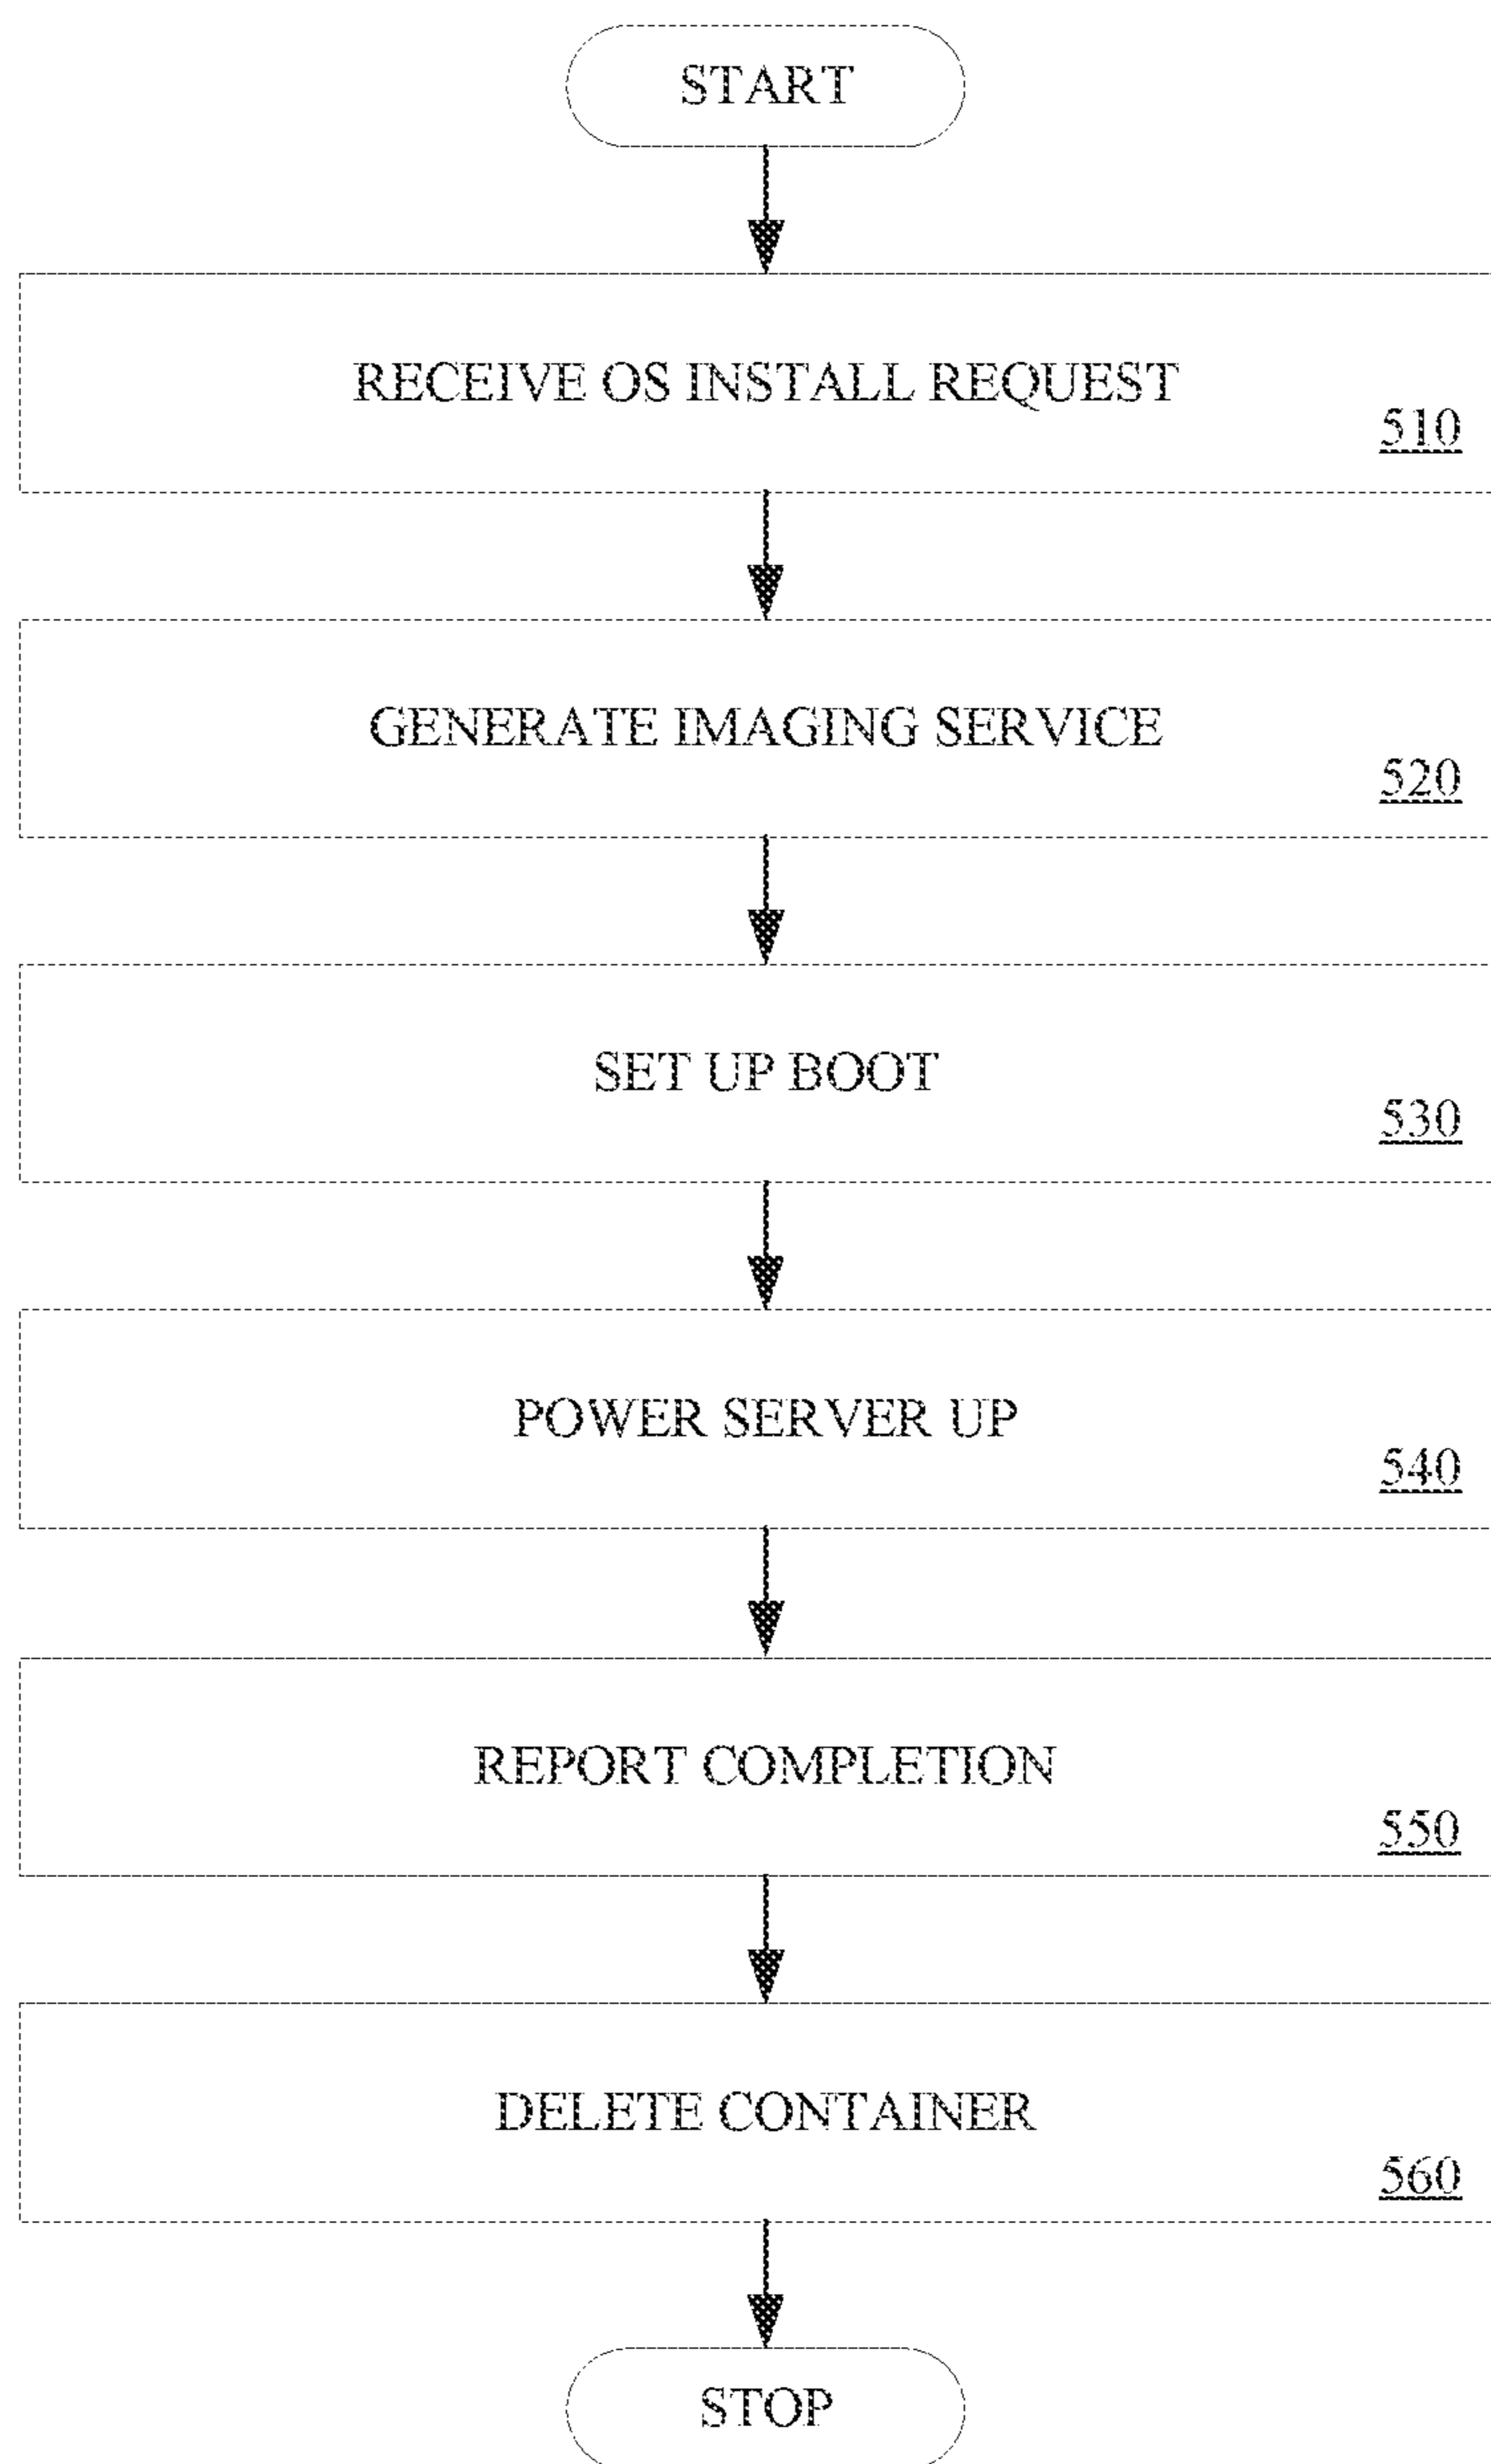 START
RECEIVE OS INSTALL REQUEST
510
GENERATE IMAGING SERVICE
520
SET UP BOOT
530
POWER SERVER UP
540
REPORT COMPLETION
550
DELETE CONTAINER
560
STOP